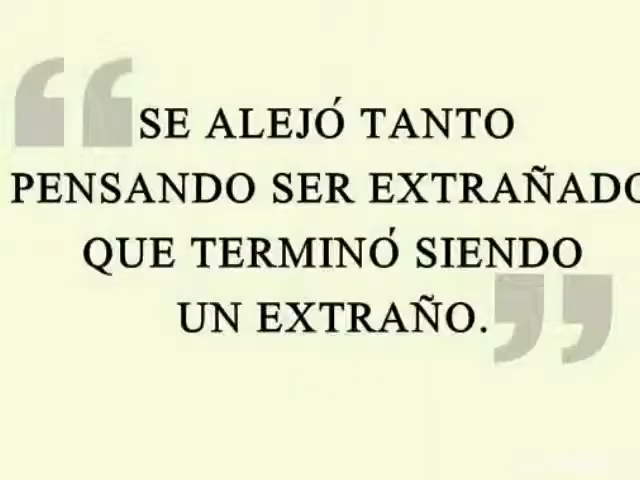 SE ALEJÓ TANTO
PENSANDO SER EXTRAÑADO
QUE TERMINÓ SIENDO
UN EXTRAÑO.